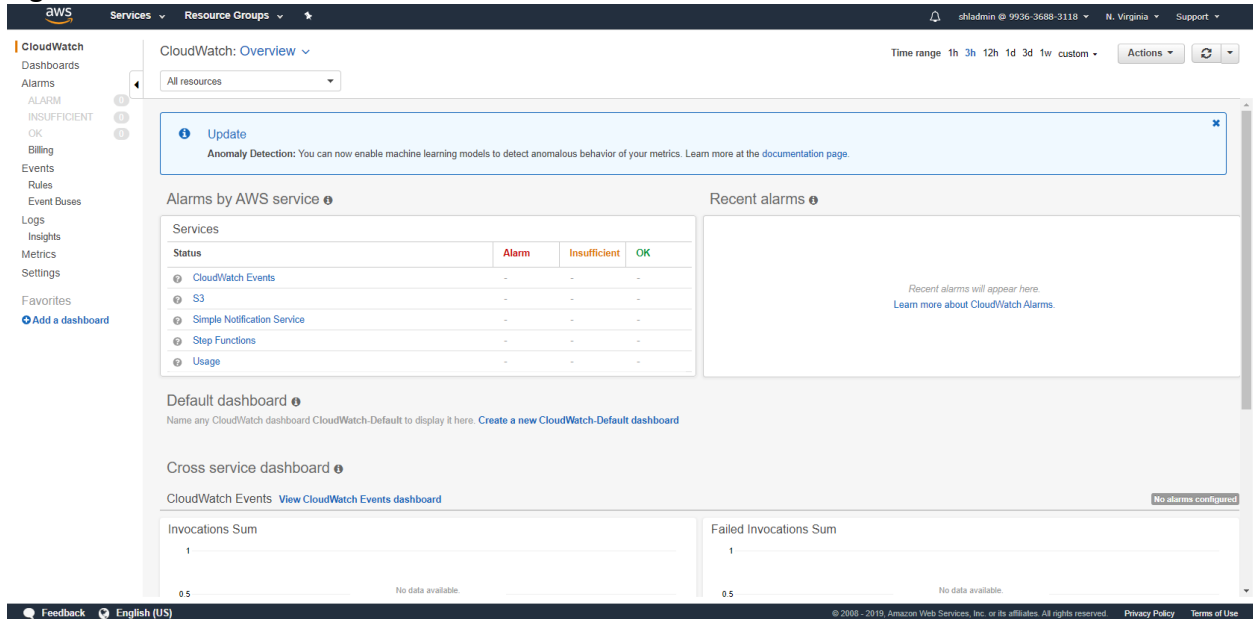 aws Services Resource Groups shladmin @ 9936-3688-3118 N. Virginia Support
CloudWatch
Dashboards
Alarms
ALARM 0
INSUFFICIENT 0
OK 0
Billing
Events
Rules
Event Buses
Logs
Insights
Metrics
Settings
Favorites
Add a dashboard
CloudWatch: Overview
Time range 1h 3h 12h 1d 3d 1w custom Actions
All resources
Update
Anomaly Detection: You can now enable machine learning models to detect anomalous behavior of your metrics. Learn more at the documentation page.
Alarms by AWS service
Services
Status Alarm Insufficient OK
CloudWatch Events - - -
S3 - - -
Simple Notification Service - - -
Step Functions - - -
Usage - - -
Recent alarms
Recent alarms will appear here.
Learn more about CloudWatch Alarms.
Default dashboard
Name any CloudWatch dashboard CloudWatch-Default to display it here. Create a new CloudWatch-Default dashboard
Cross service dashboard
CloudWatch Events View CloudWatch Events dashboard No alarms configured
Invocations Sum
1
No data available.
0.5
Failed Invocations Sum
1
No data available.
0.5
Feedback English (US) © 2008 - 2019, Amazon Web Services, Inc. or its affiliates. All rights reserved. Privacy Policy Terms of Use